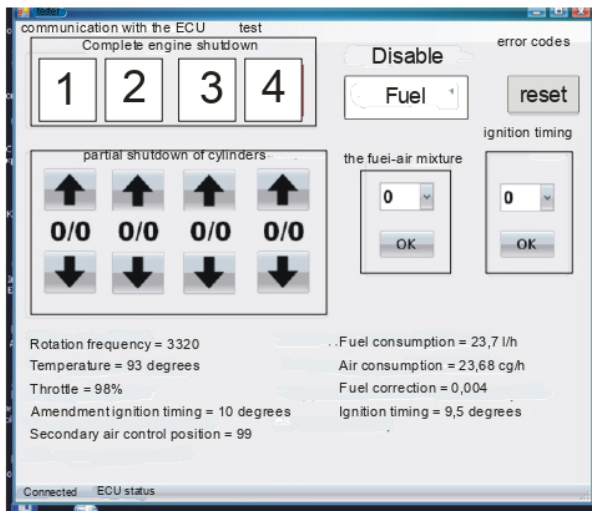 Tester
communication with the ECU test
Complete engine shutdown
1 2 3 4
Disable
Fuel
error codes
reset
ignition timing
partial shutdown of cylinders
the fuei-air mixture
0/0 0/0 0/0 0/0
0
OK
0
OK
Rotation frequency = 3320
Temperature = 93 degrees
Throttle = 98%
Amendment ignition timing = 10 degrees
Secondary air control position = 99
Fuel consumption = 23,7 l/h
Air consumption = 23,68 cg/h
Fuel correction = 0,004
Ignition timing = 9,5 degrees
Connected ECU status